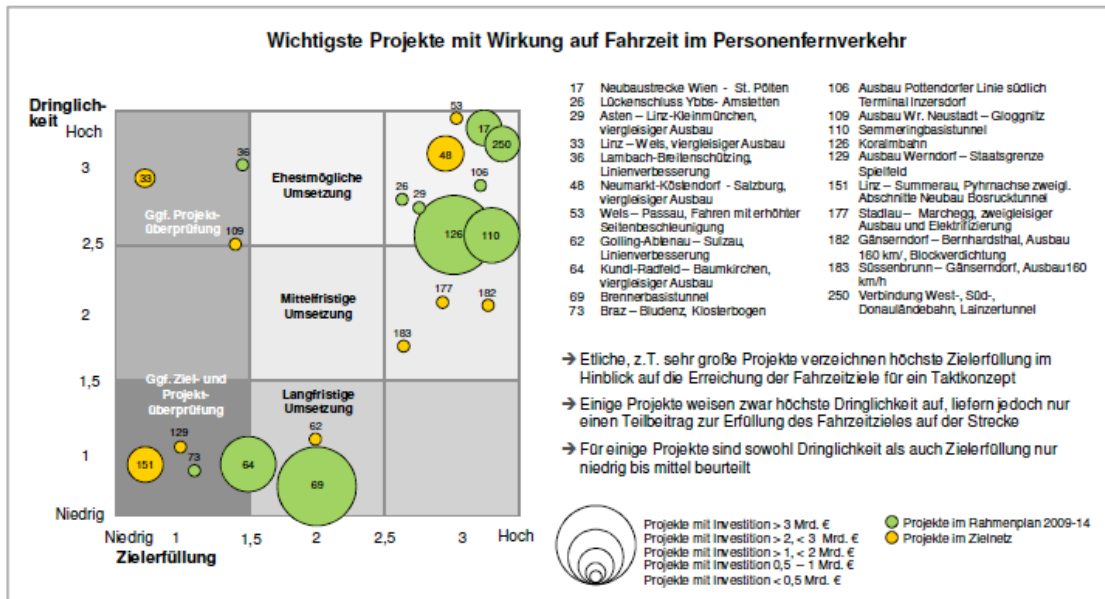 Wichtigste Projekte mit Wirkung auf Fahrzeit im Personenfernverkehr
Dringlich-
keit
Hoch
3
2,5
2
1,5
1
Niedrig
Niedrig
1
1,5
2
2,5
3
Hoch
Zielerfüllung
Ggf. Projekt-
überprüfung
Ehestmögliche
Umsetzung
Mittelfristige
Umsetzung
Ggf. Ziel- und
Projekt-
überprüfung
Langfristige
Umsetzung
53
17
250
36
48
33
106
26
29
126
110
109
177
182
183
62
129
73
151
64
69
17 Neubaustrecke Wien - St. Pölten
26 Lückenschluss Ybbs- Amstetten
29 Asten – Linz-Kleinmünchen,
viergleisiger Ausbau
33 Linz – Wels, viergleisiger Ausbau
36 Lambach-Breitenschützing,
Linienverbesserung
48 Neumarkt-Köstendorf - Salzburg,
viergleisiger Ausbau
53 Wels – Passau, Fahren mit erhöhter
Seitenbeschleunigung
62 Golling-Abtenau – Sulzau,
Linienverbesserung
64 Kundl-Radfeld – Baumkirchen,
viergleisiger Ausbau
69 Brennerbasistunnel
73 Braz – Bludenz, Klosterbogen
106 Ausbau Pottendorfer Linie südlich
Terminal Inzersdorf
109 Ausbau Wr. Neustadt – Gloggnitz
110 Semmeringbasistunnel
126 Koralmbahn
129 Ausbau Werndorf – Staatsgrenze
Spielfeld
151 Linz – Summerau, Pyhrnachse zweigl.
Abschnitte Neubau Bosrucktunnel
177 Stadlau – Marchegg, zweigleisiger
Ausbau und Elektrifizierung
182 Gänserndorf – Bernhardsthal, Ausbau
160 km/, Blockverdichtung
183 Süssenbrunn – Gänserndorf, Ausbau160
km/h
250 Verbindung West-, Süd-,
Donauländebahn, Lainzertunnel
→ Etliche, z.T. sehr große Projekte verzeichnen höchste Zielerfüllung im
Hinblick auf die Erreichung der Fahrzeitziele für ein Taktkonzept
→ Einige Projekte weisen zwar höchste Dringlichkeit auf, liefern jedoch nur
einen Teilbeitrag zur Erfüllung des Fahrzeitzieles auf der Strecke
→ Für einige Projekte sind sowohl Dringlichkeit als auch Zielerfüllung nur
niedrig bis mittel beurteilt
Projekte mit Investition > 3 Mrd. €
Projekte mit Investition > 2, < 3 Mrd. €
Projekte mit Investition > 1, < 2 Mrd. €
Projekte mit Investition 0,5 – 1 Mrd. €
Projekte mit Investition < 0,5 Mrd. €
Projekte im Rahmenplan 2009-14
Projekte im Zielnetz